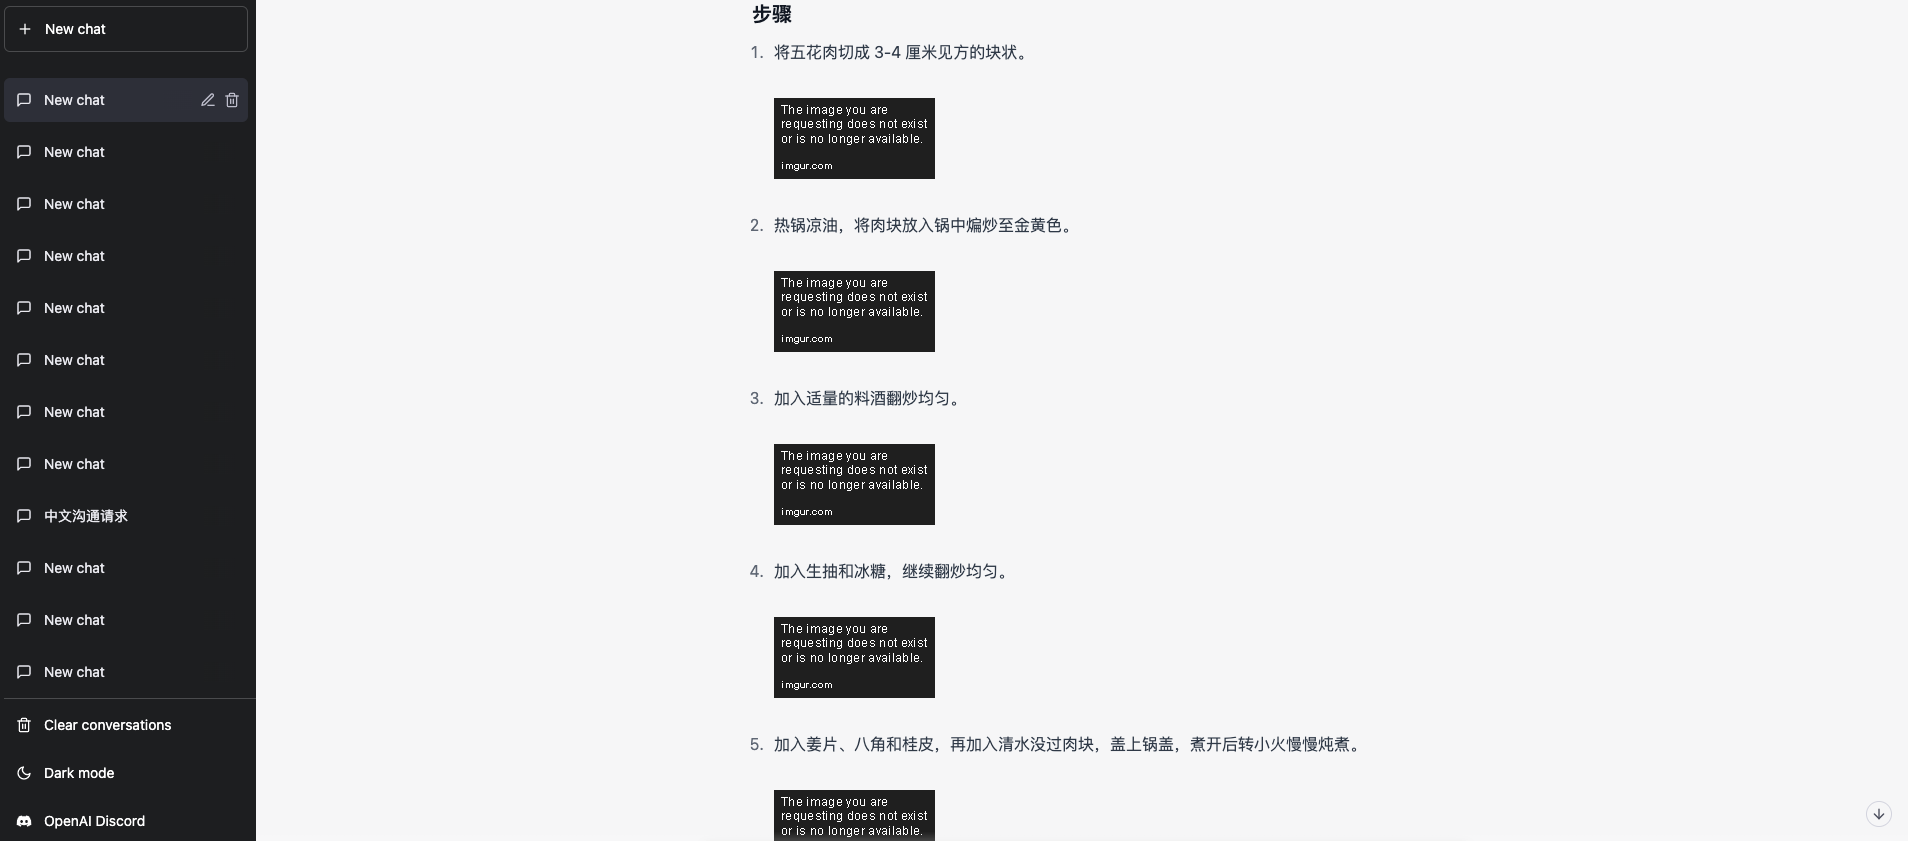 New chat
New chat
New chat
New chat
New chat
New chat
New chat
New chat
New chat
中文沟通请求
New chat
New chat
New chat
Clear conversations
Dark mode
OpenAI Discord
步骤
1. 将五花肉切成 3-4 厘米见方的块状。
The image you are
requesting does not exist
or is no longer available.
imgur.com
2. 热锅凉油，将肉块放入锅中煸炒至金黄色。
The image you are
requesting does not exist
or is no longer available.
imgur.com
3. 加入适量的料酒翻炒均匀。
The image you are
requesting does not exist
or is no longer available.
imgur.com
4. 加入生抽和冰糖，继续翻炒均匀。
The image you are
requesting does not exist
or is no longer available.
imgur.com
5. 加入姜片、八角和桂皮，再加入清水没过肉块，盖上锅盖，煮开后转小火慢慢炖煮。
The image you are
requesting does not exist
or is no longer available.